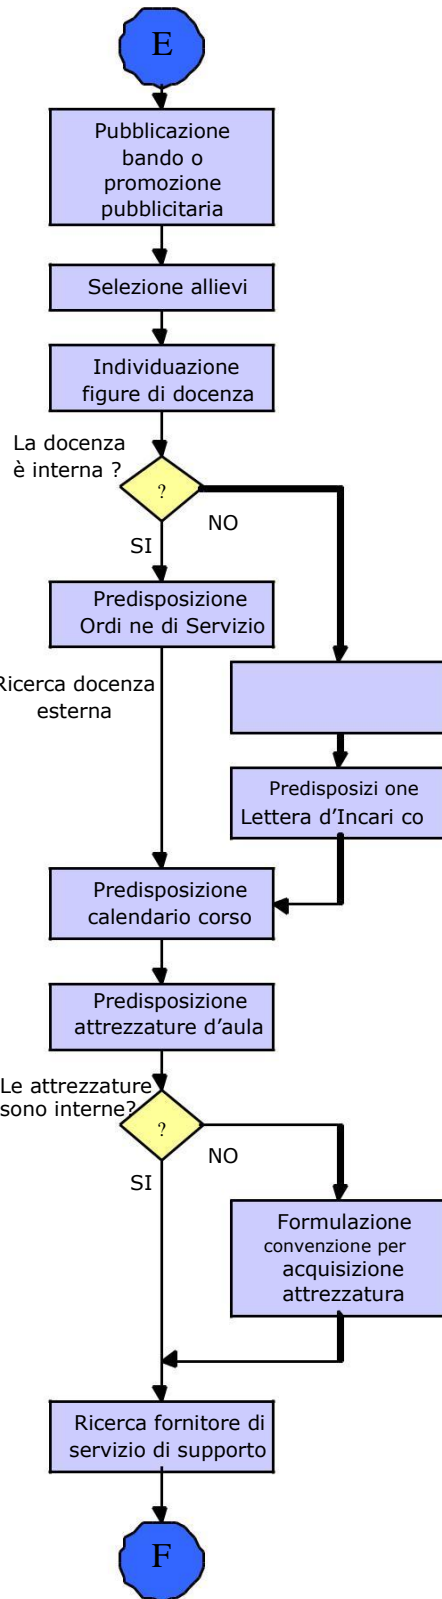 E
Pubblicazione
bando o
promozione
pubblicitaria
Selezione allievi
Individuazione
figure di docenza
La docenza
è interna ?
?
NO
SI
Predisposizione
Ordi ne di Servizio
Ricerca docenza
esterna
Predisposizi one
Lettera d’Incari co
Predisposizione
calendario corso
Predisposizione
attrezzature d’aula
Le attrezzature
sono interne?
?
NO
SI
Formulazione
convenzione per
acquisizione
attrezzatura
Ricerca fornitore di
servizio di supporto
F